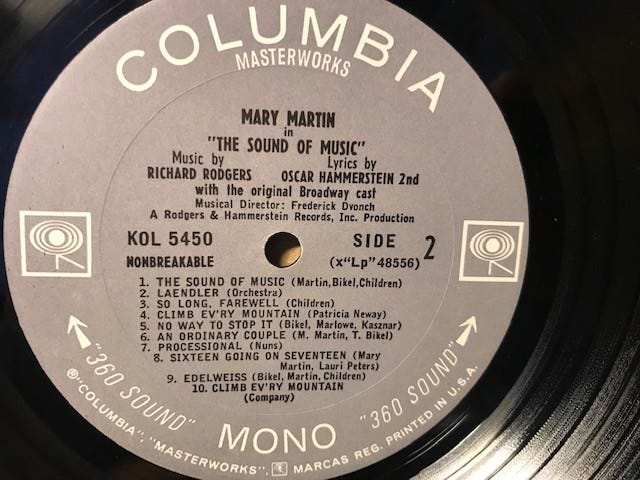 COLUMBIA
MASTERWORKS
MARY MARTIN
in
"THE SOUND OF MUSIC"
Music by Lyrics by
RICHARD RODGERS OSCAR HAMMERSTEIN 2nd
with the original Broadway cast
Musical Director: Frederick Dvonch
A Rodgers & Hammerstein Records, Inc. Production
KOL 5450 SIDE 2
NONBREAKABLE (x"Lp" 48556)
1. THE SOUND OF MUSIC (Martin, Bikel, Children)
2. LAENDLER (Orchestra)
3. SO LONG, FAREWELL (Children)
4. CLIMB EV'RY MOUNTAIN (Patricia Neway)
5. NO WAY TO STOP IT (Bikel, Marlowe, Kasznar)
6. AN ORDINARY COUPLE (M. Martin, T. Bikel)
7. PROCESSIONAL (Nuns)
8. SIXTEEN GOING ON SEVENTEEN (Mary
Martin, Lauri Peters)
9. EDELWEISS (Bikel, Martin, Children)
10. CLIMB EV'RY MOUNTAIN
(Company)
"360 SOUND" MONO "360 SOUND"
®"COLUMBIA", "MASTERWORKS", MARCAS REG. PRINTED IN U.S.A.